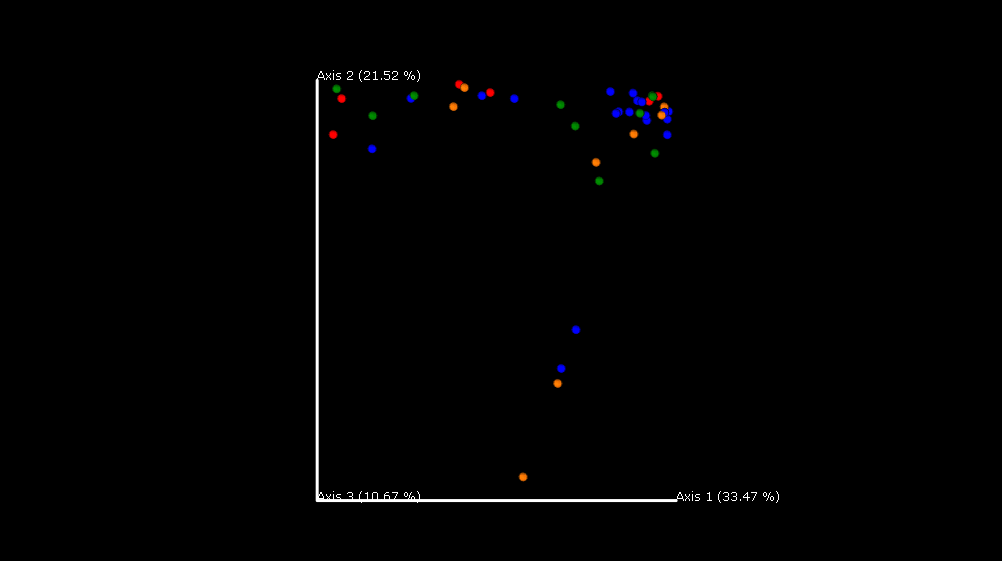 Axis 2 (21.52 %)
Axis 3 (10.67 %)
Axis 1 (33.47 %)